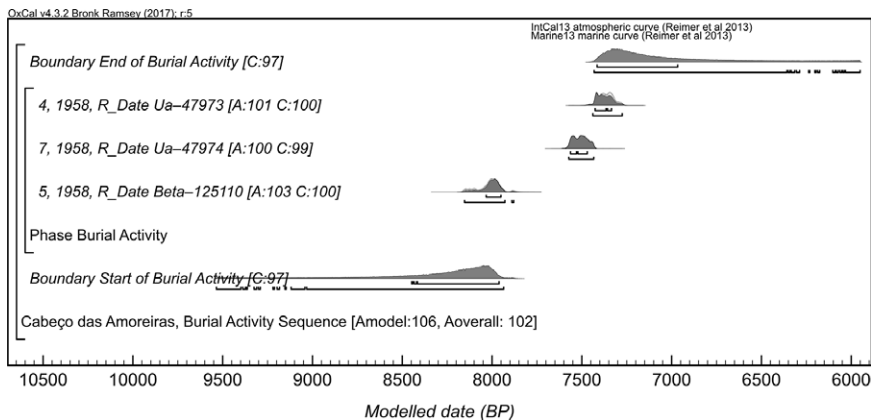 OxCal v4.3.2 Bronk Ramsey (2017); r:5
IntCal13 atmospheric curve (Reimer et al 2013)
Marine13 marine curve (Reimer et al 2013)
Boundary End of Burial Activity [C:97]
4, 1958, R_Date Ua–47973 [A:101 C:100]
7, 1958, R_Date Ua–47974 [A:100 C:99]
5, 1958, R_Date Beta–125110 [A:103 C:100]
Phase Burial Activity
Boundary Start of Burial Activity [C:97]
Cabeço das Amoreiras, Burial Activity Sequence [Amodel:106, Aoverall: 102]
10500 10000 9500 9000 8500 8000 7500 7000 6500 6000
Modelled date (BP)